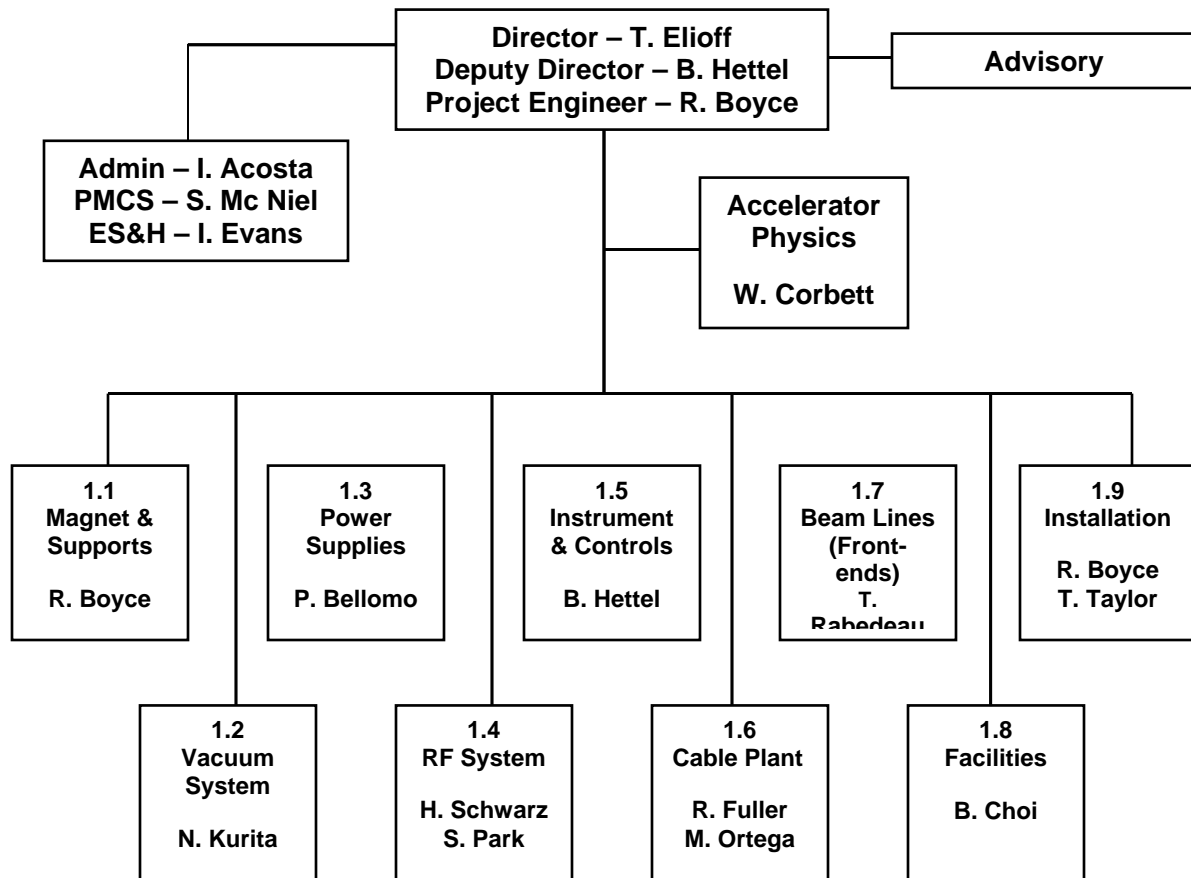 Director – T. Elioff
Deputy Director – B. Hettel
Project Engineer – R. Boyce
Advisory
Admin – I. Acosta
PMCS – S. Mc Niel
ES&H – I. Evans
Accelerator
Physics
W. Corbett
1.1
Magnet &
Supports
R. Boyce
1.3
Power
Supplies
P. Bellomo
1.5
Instrument
& Controls
B. Hettel
1.7
Beam Lines
(Front-
ends)
T.
Rabedeau
1.9
Installation
R. Boyce
T. Taylor
1.2
Vacuum
System
N. Kurita
1.4
RF System
H. Schwarz
S. Park
1.6
Cable Plant
R. Fuller
M. Ortega
1.8
Facilities
B. Choi